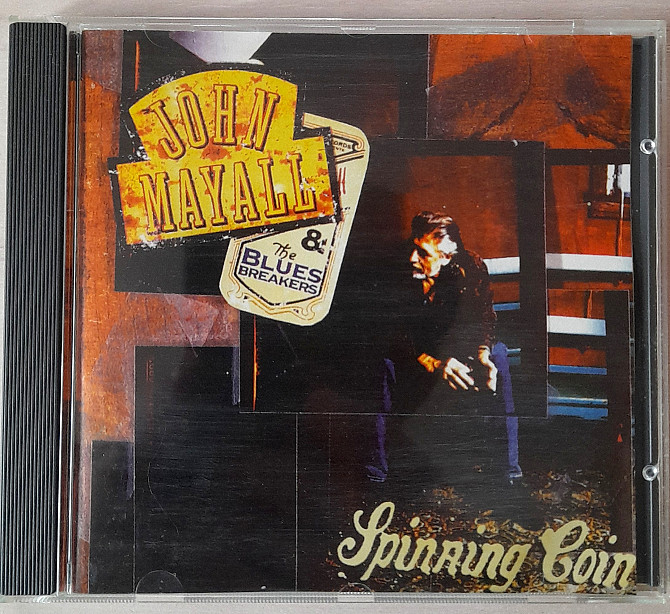 JOHN
MAYALL
&
The
BLUES
BREAKERS
Spinning Coin